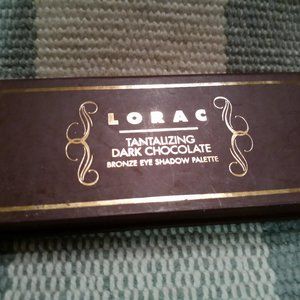 LORAC
TANTALIZING
DARK CHOCOLATE
BRONZE EYE SHADOW PALETTE